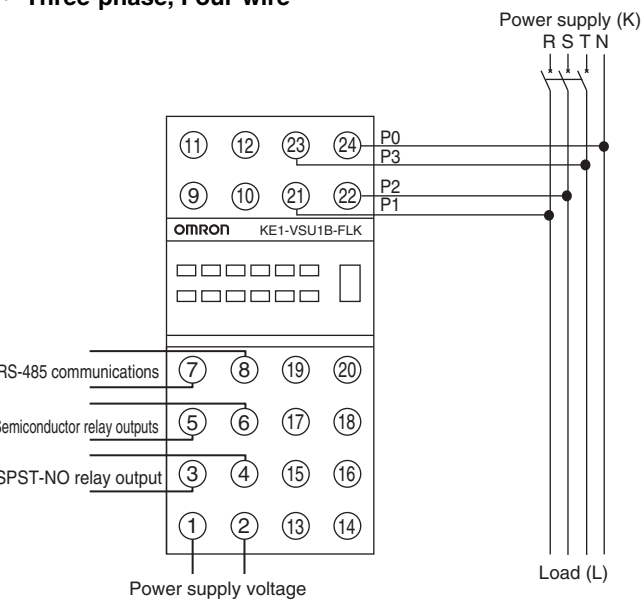 Three-phase, Four-wire
Power supply (K)
R S T N
11 12 23 24 P0
P3
9 10 21 22 P2
P1
OMRON KE1-VSU1B-FLK
RS-485 communications 7 8 19 20
Semiconductor relay outputs 5 6 17 18
SPST-NO relay output 3 4 15 16
1 2 13 14
Load (L)
Power supply voltage